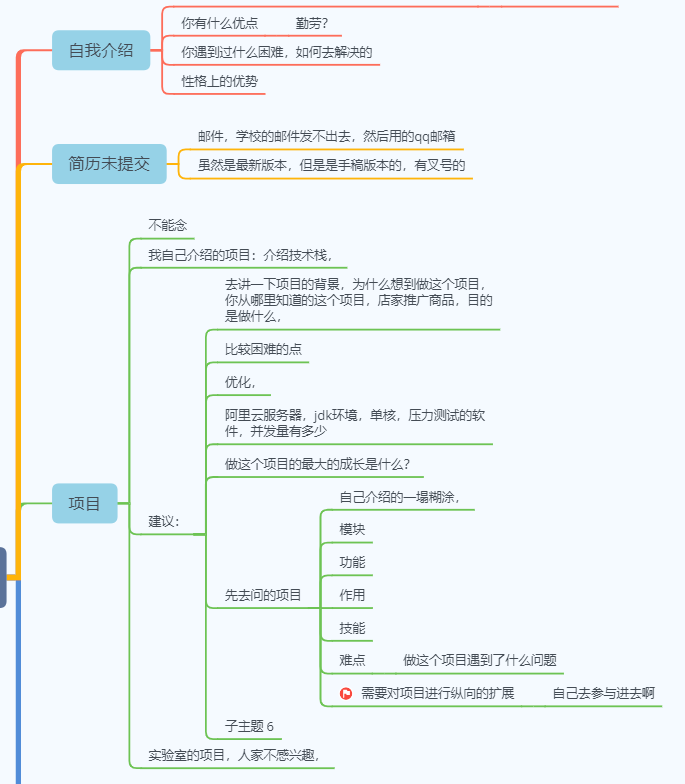 自我介绍
你有什么优点
勤劳?
你遇到过什么困难，如何去解决的
性格上的优势
简历未提交
邮件，学校的邮件发不出去，然后用的qq邮箱
虽然是最新版本，但是是手稿版本的，有叉号的
项目
不能念
我自己介绍的项目：介绍技术栈，
建议：
去讲一下项目的背景，为什么想到做这个项目，
你从哪里知道的这个项目，店家推广商品，目的
是做什么，
比较困难的点
优化，
阿里云服务器，jdk环境，单核，压力测试的软
件，并发量有多少
做这个项目的最大的成长是什么?
先去问的项目
自己介绍的一塌糊涂，
模块
功能
作用
技能
难点
做这个项目遇到了什么问题
需要对项目进行纵向的扩展
自己去参与进去啊
子主题 6
实验室的项目，人家不感兴趣，